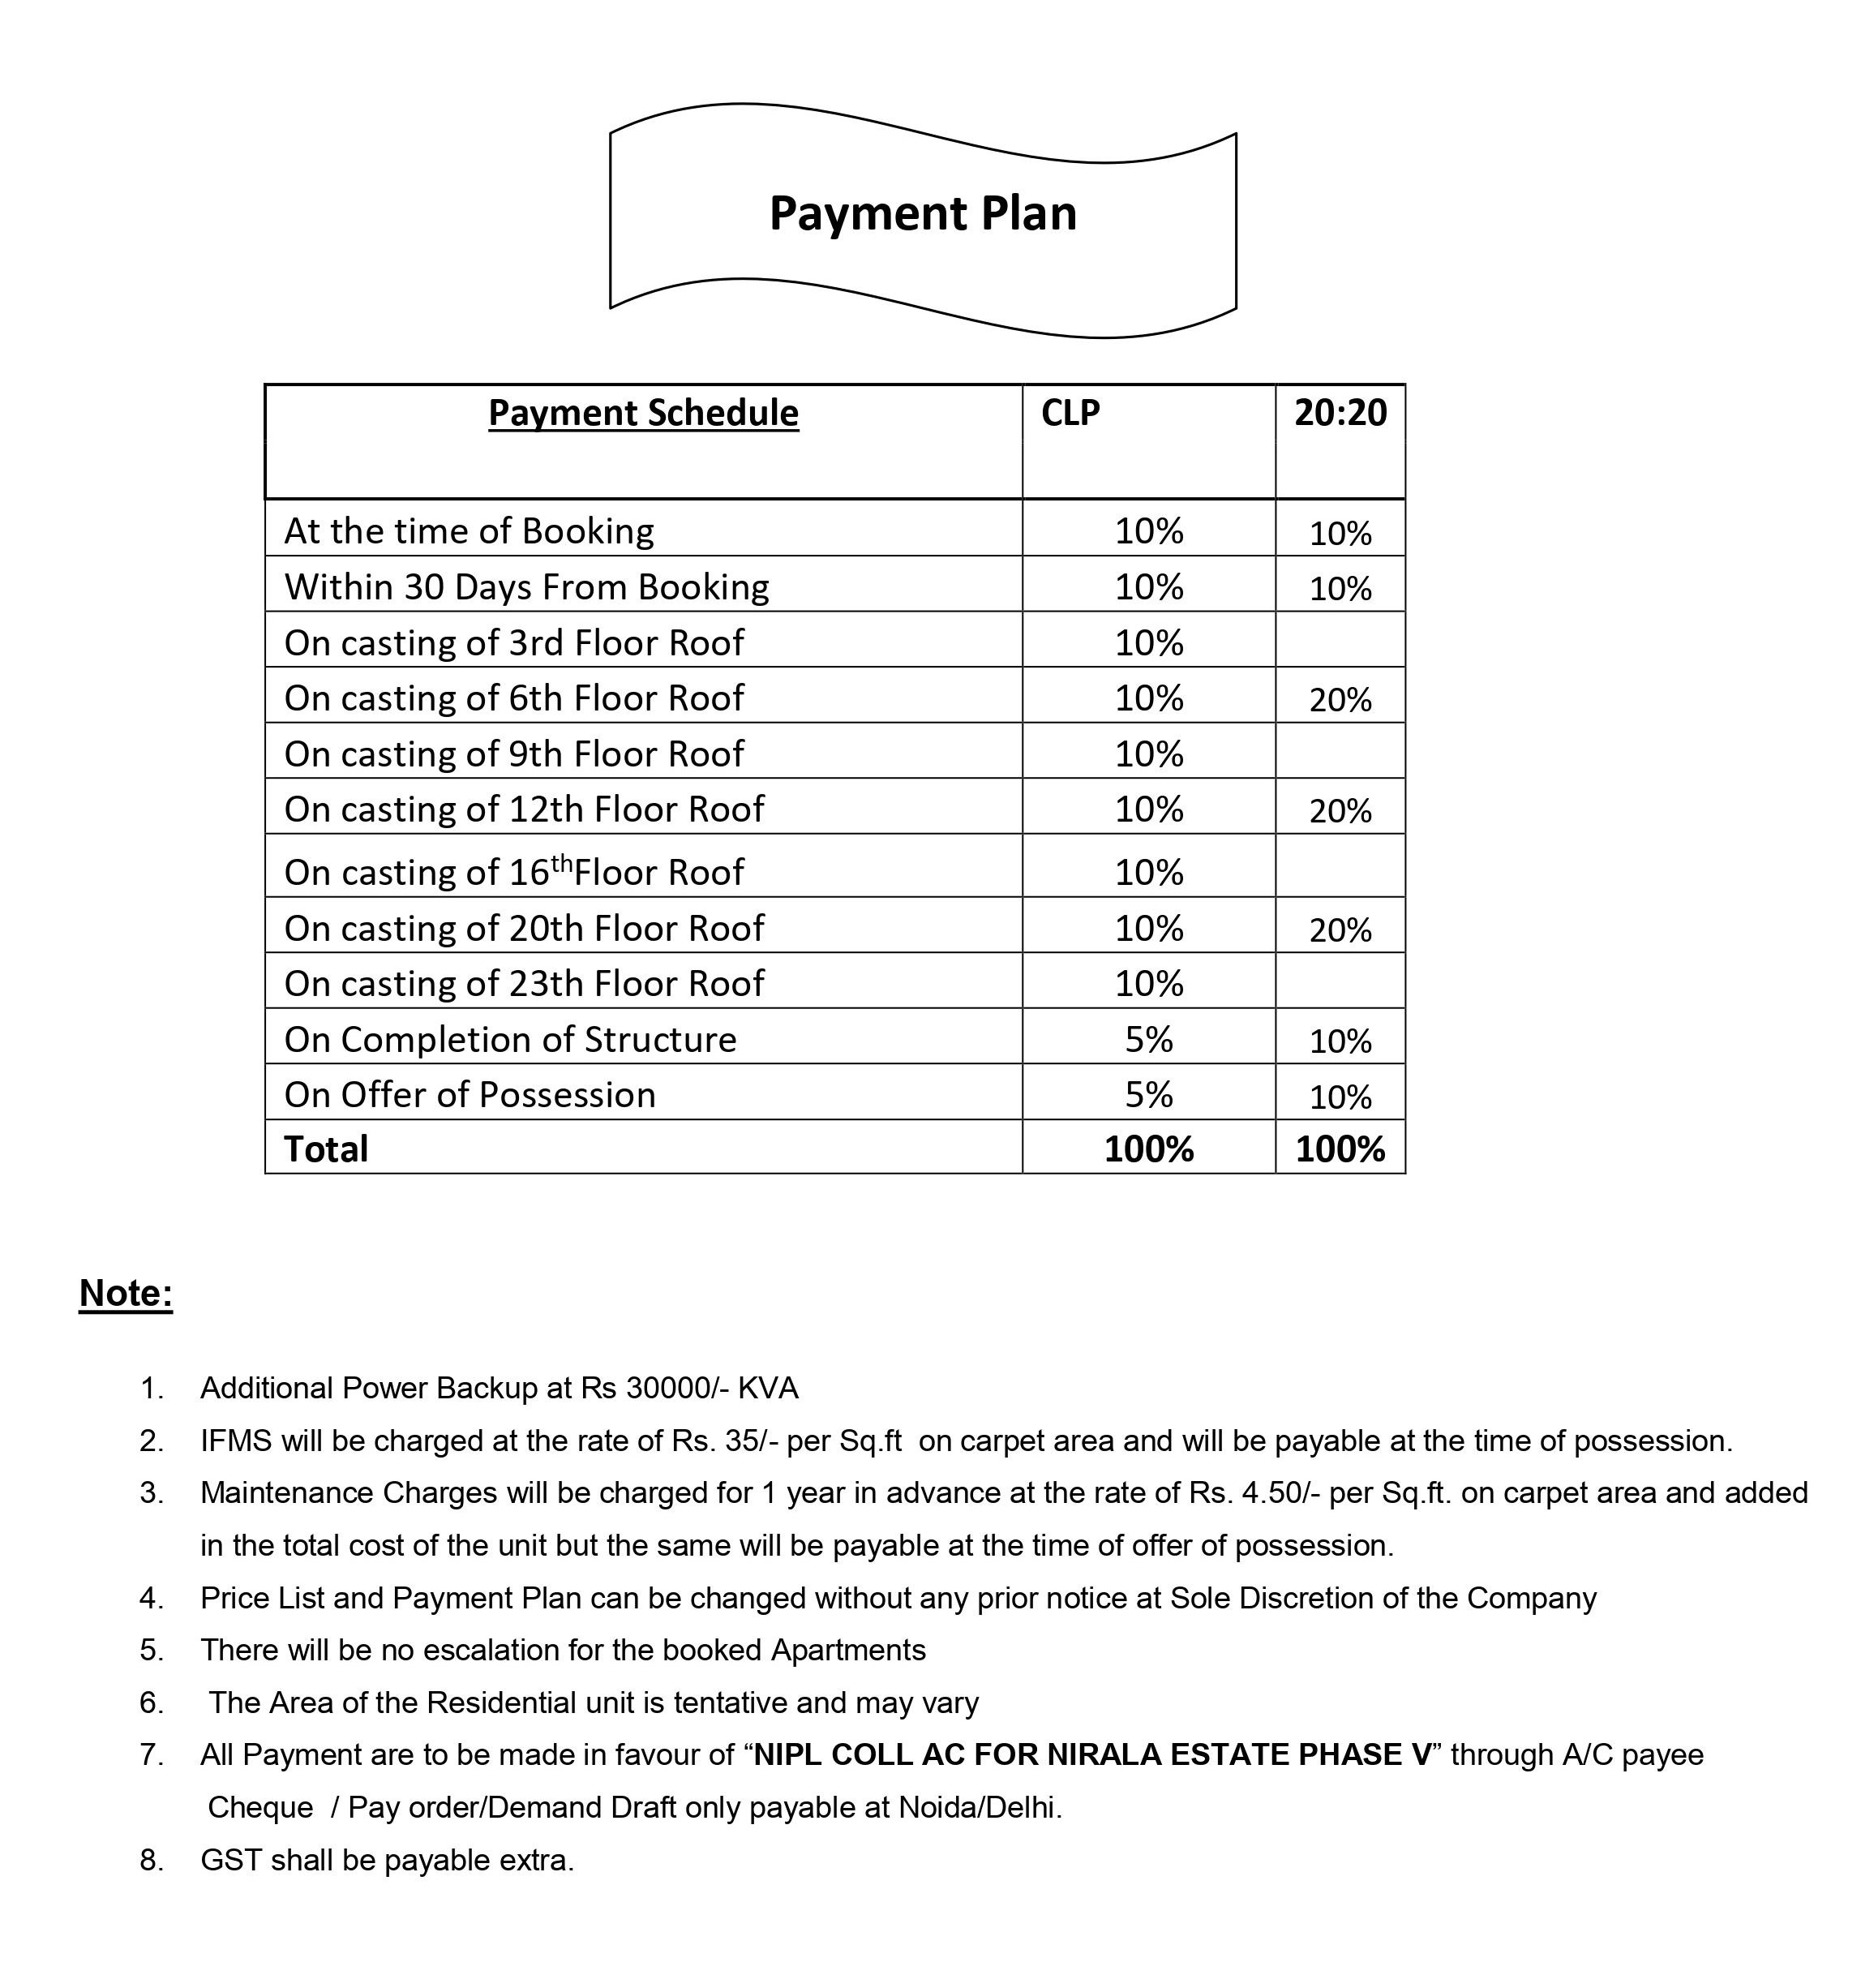 Payment Plan
Payment Schedule CLP 20:20
At the time of Booking 10% 10%
Within 30 Days From Booking 10% 10%
On casting of 3rd Floor Roof 10%
On casting of 6th Floor Roof 10% 20%
On casting of 9th Floor Roof 10%
On casting of 12th Floor Roof 10% 20%
On casting of 16thFloor Roof 10%
On casting of 20th Floor Roof 10% 20%
On casting of 23th Floor Roof 10%
On Completion of Structure 5% 10%
On Offer of Possession 5% 10%
Total 100% 100%
Note:
1. Additional Power Backup at Rs 30000/- KVA
2. IFMS will be charged at the rate of Rs. 35/- per Sq.ft on carpet area and will be payable at the time of possession.
3. Maintenance Charges will be charged for 1 year in advance at the rate of Rs. 4.50/- per Sq.ft. on carpet area and added
in the total cost of the unit but the same will be payable at the time of offer of possession.
4. Price List and Payment Plan can be changed without any prior notice at Sole Discretion of the Company
5. There will be no escalation for the booked Apartments
6. The Area of the Residential unit is tentative and may vary
7. All Payment are to be made in favour of “NIPL COLL AC FOR NIRALA ESTATE PHASE V” through A/C payee
Cheque / Pay order/Demand Draft only payable at Noida/Delhi.
8. GST shall be payable extra.